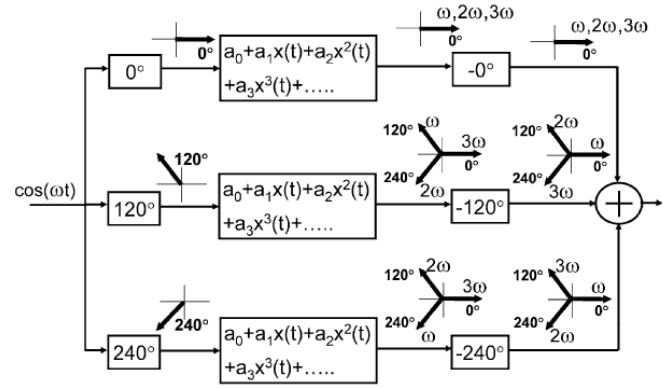 ω,2ω,3ω
0°
ω,2ω,3ω
0°
0°
0°
a₀+a₁x(t)+a₂x²(t)
+a₃x³(t)+.....
-0°
cos(ωt)
120°
120°
a₀+a₁x(t)+a₂x²(t)
+a₃x³(t)+.....
ω
120°
3ω
0°
240°
2ω
-120°
2ω
120°
ω
0°
240°
3ω
+
240°
240°
a₀+a₁x(t)+a₂x²(t)
+a₃x³(t)+.....
2ω
120°
3ω
0°
240°
ω
-240°
3ω
120°
ω
0°
240°
2ω